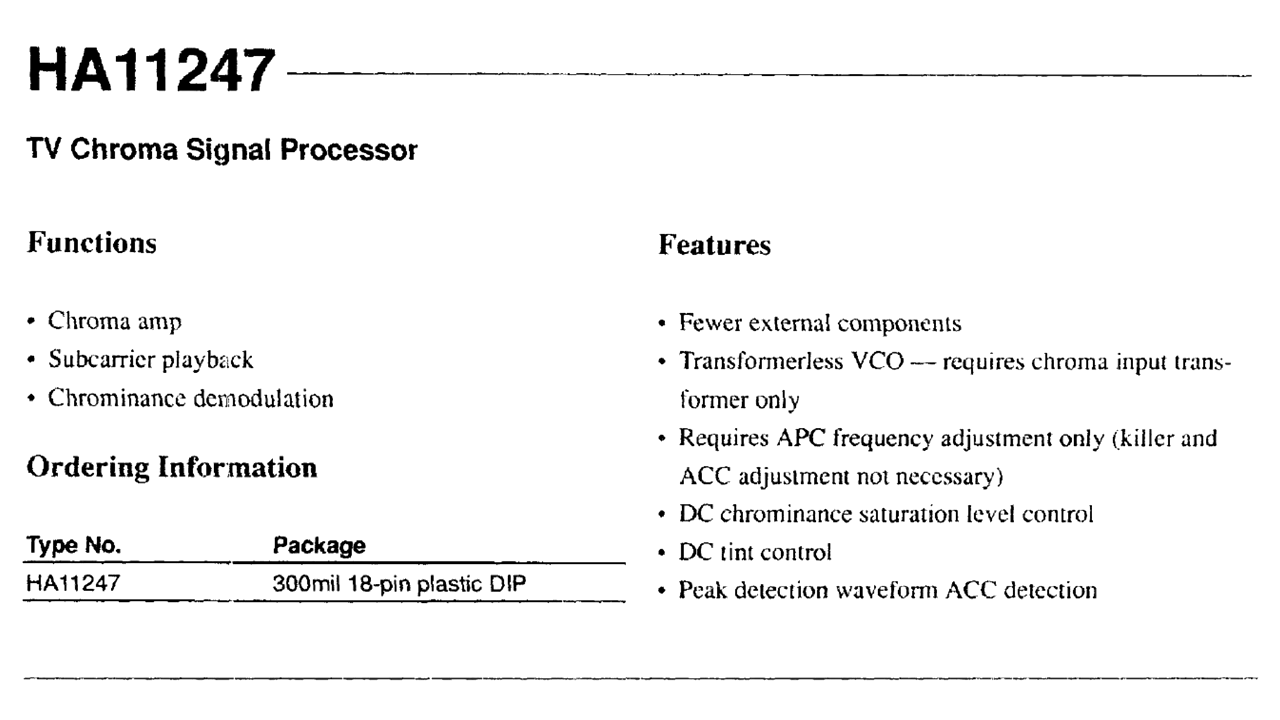 HA11247
TV Chroma Signal Processor
Functions
• Chroma amp
• Subcarrier playback
• Chrominance demodulation
Ordering Information
Type No. Package
HA11247 300mil 18-pin plastic DIP
Features
• Fewer external components
• Transformerless VCO — requires chroma input trans-
former only
• Requires APC frequency adjustment only (killer and
ACC adjustment not necessary)
• DC chrominance saturation level control
• DC tint control
• Peak detection waveform ACC detection